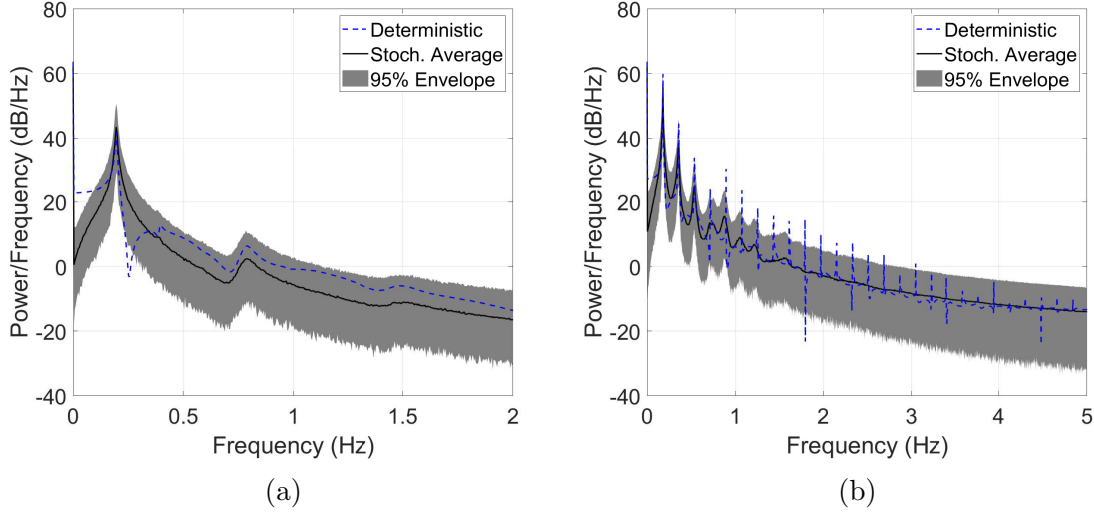 80
60
40
20
0
-20
-40
Power/Frequency (dB/Hz)
0
0.5
1
1.5
2
Frequency (Hz)
Deterministic
Stoch. Average
95% Envelope
(a)
80
60
40
20
0
-20
-40
Power/Frequency (dB/Hz)
0
1
2
3
4
5
Frequency (Hz)
Deterministic
Stoch. Average
95% Envelope
(b)